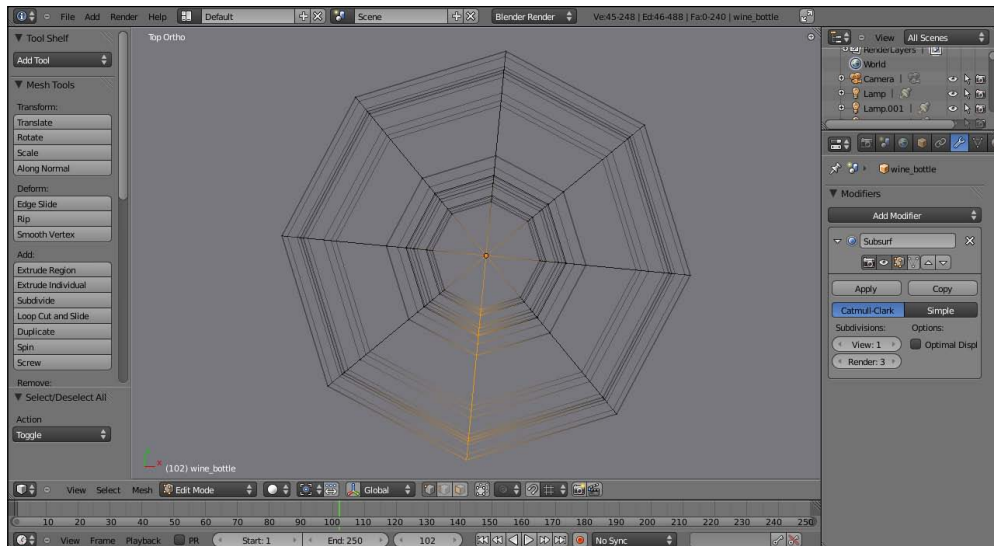 File Add Render Help Default Scene Blender Render Ve:45-248 | Ed:46-488 | Fa:0-240 | wine_bottle
Tool Shelf
Add Tool
Mesh Tools
Transform:
Translate
Rotate
Scale
Along Normal
Deform:
Edge Slide
Rip
Smooth Vertex
Add:
Extrude Region
Extrude Individual
Subdivide
Loop Cut and Slide
Duplicate
Spin
Screw
Remove:
Select/Deselect All
Action
Toggle
Top Ortho
(102) wine_bottle
View All Scenes
RenderLayers |
World
Camera |
Lamp |
Lamp.001 |
wine_bottle
Modifiers
Add Modifier
Subsurf
Apply Copy
Catmull-Clark Simple
Subdivisions: Options:
View: 1 Optimal Displ
Render: 3
View Select Mesh Edit Mode Global
10 20 30 40 50 60 70 80 90 100 110 120 130 140 150 160 170 180 190 200 210 220 230 240 250
View Frame Playback PR Start: 1 End: 250 102 No Sync